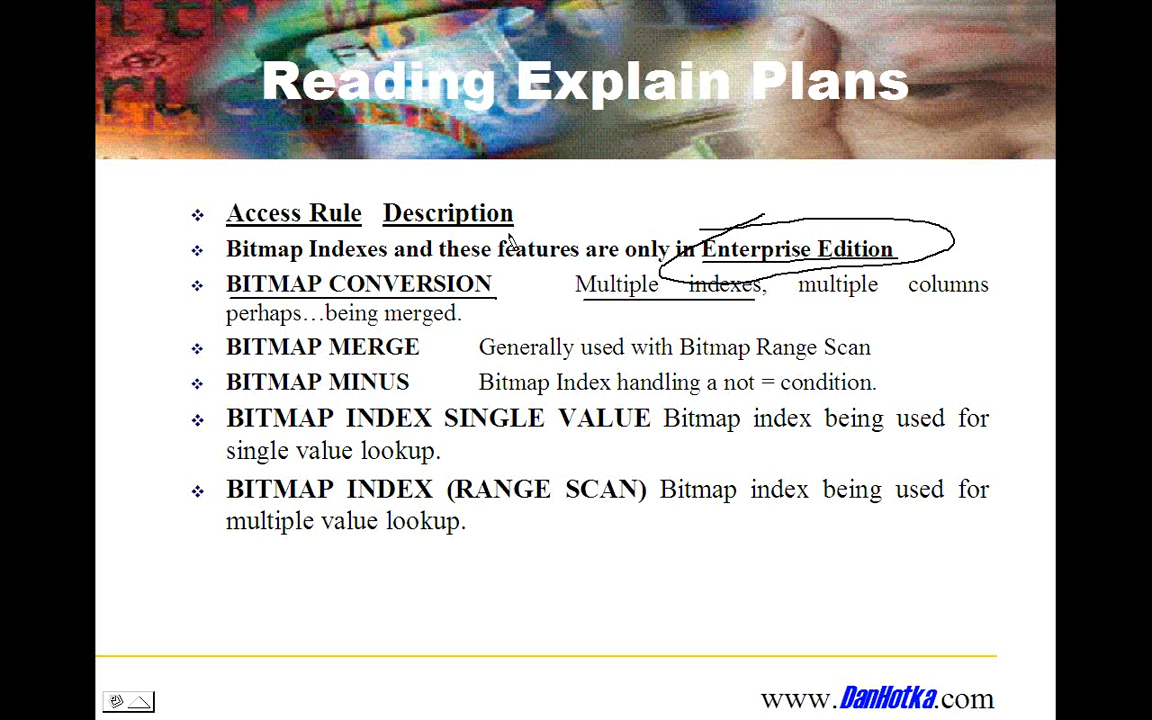 Reading Explain Plans
Access Rule Description
Bitmap Indexes and these features are only in Enterprise Edition
BITMAP CONVERSION Multiple indexes, multiple columns
perhaps…being merged.
BITMAP MERGE Generally used with Bitmap Range Scan
BITMAP MINUS Bitmap Index handling a not = condition.
BITMAP INDEX SINGLE VALUE Bitmap index being used for
single value lookup.
BITMAP INDEX (RANGE SCAN) Bitmap index being used for
multiple value lookup.
www.DanHotka.com